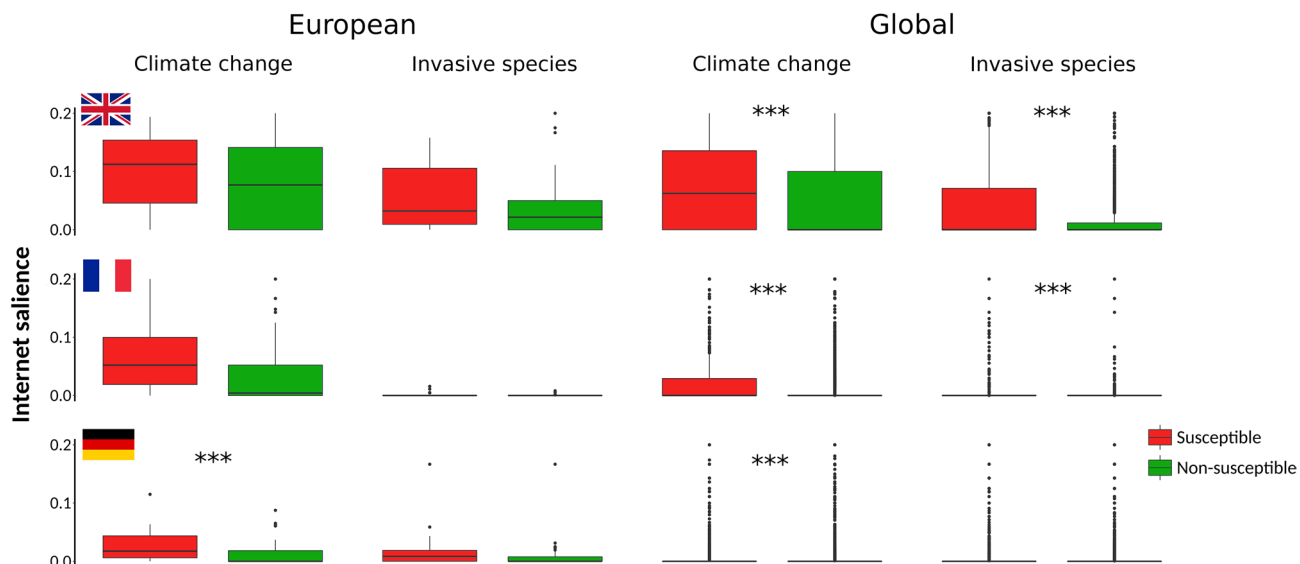 European Global
Climate change Invasive species Climate change Invasive species
Internet salience
0.2 *** ***
0.1
0.0
0.2 *** ***
0.1
0.0
0.2 *** ***
0.1
0.0
Susceptible
Non-susceptible